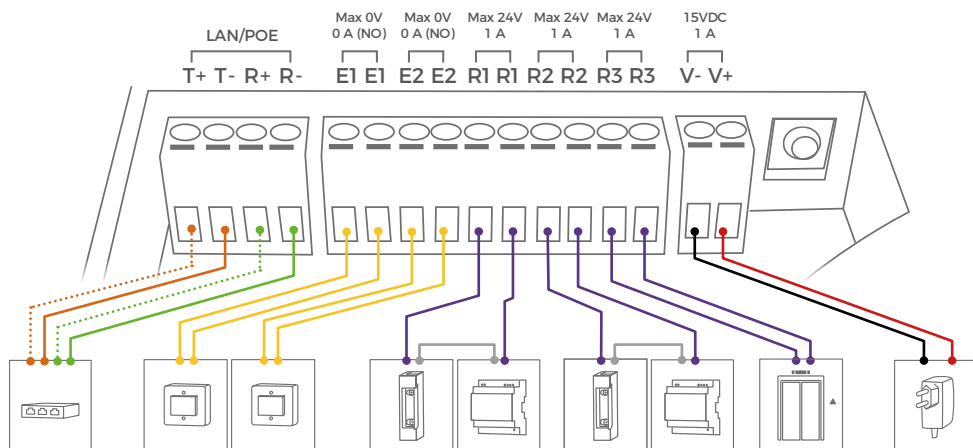 Max 0V Max 0V Max 24V Max 24V Max 24V 15VDC
0 A (NO) 0 A (NO) 1 A 1 A 1 A 1 A
LAN/POE
T+ T- R+ R- E1 E1 E2 E2 R1 R1 R2 R2 R3 R3 V- V+